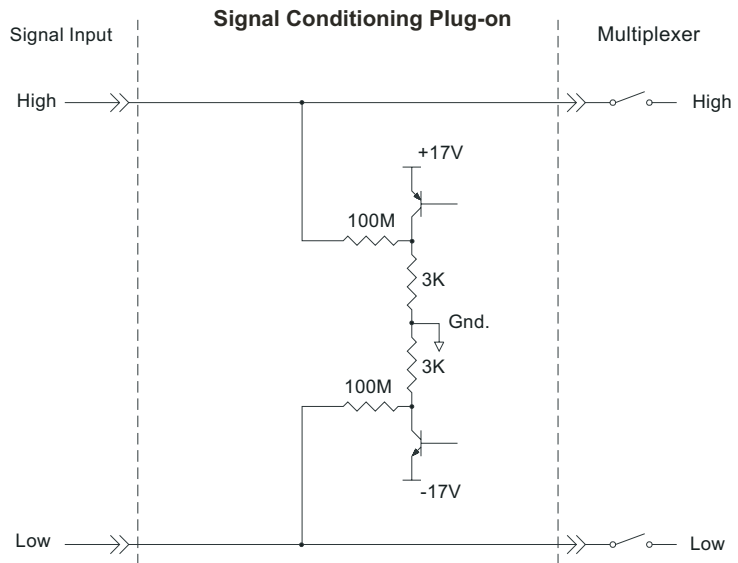 Signal Conditioning Plug-on
Signal Input
Multiplexer
High
High
+17V
100M
3K
Gnd.
3K
100M
-17V
Low
Low